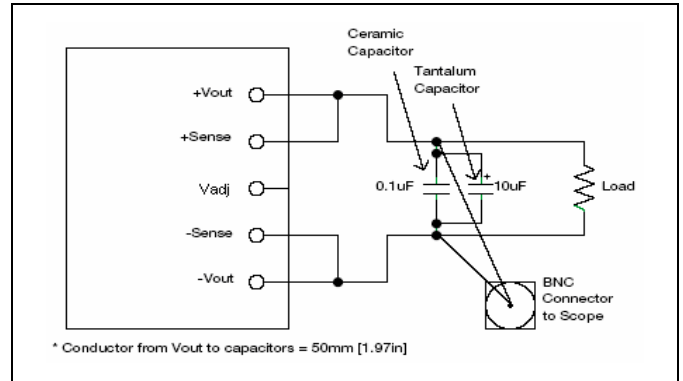 Ceramic
Capacitor
Tantalum
Capacitor
+Vout
+Sense
Vadj
-Sense
-Vout
0.1uF
+
10uF
Load
BNC
Connector
to Scope
* Conductor from Vout to capacitors = 50mm [1.97in]